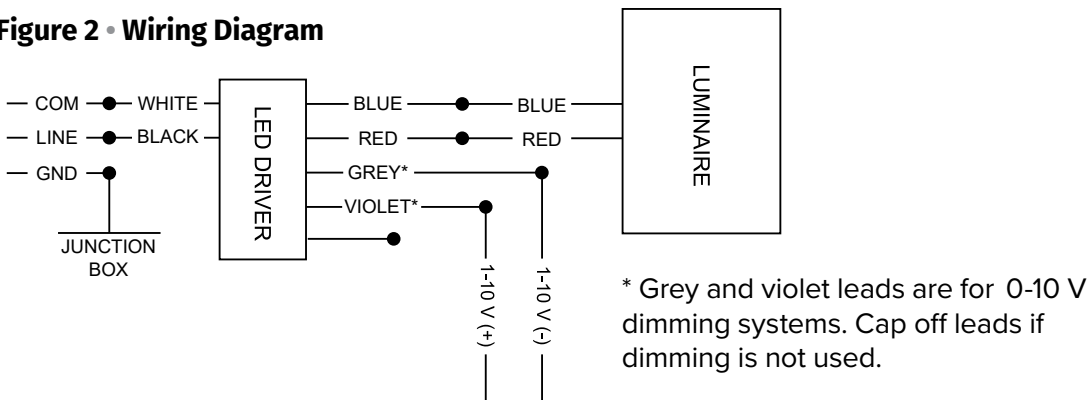 Figure 2 • Wiring Diagram
COM WHITE
LINE BLACK
GND
JUNCTION
BOX
LED DRIVER
BLUE BLUE
RED RED
GREY*
VIOLET*
1-10 V (+)
1-10 V (-)
LUMINAIRE
* Grey and violet leads are for 0-10 V
dimming systems. Cap off leads if
dimming is not used.